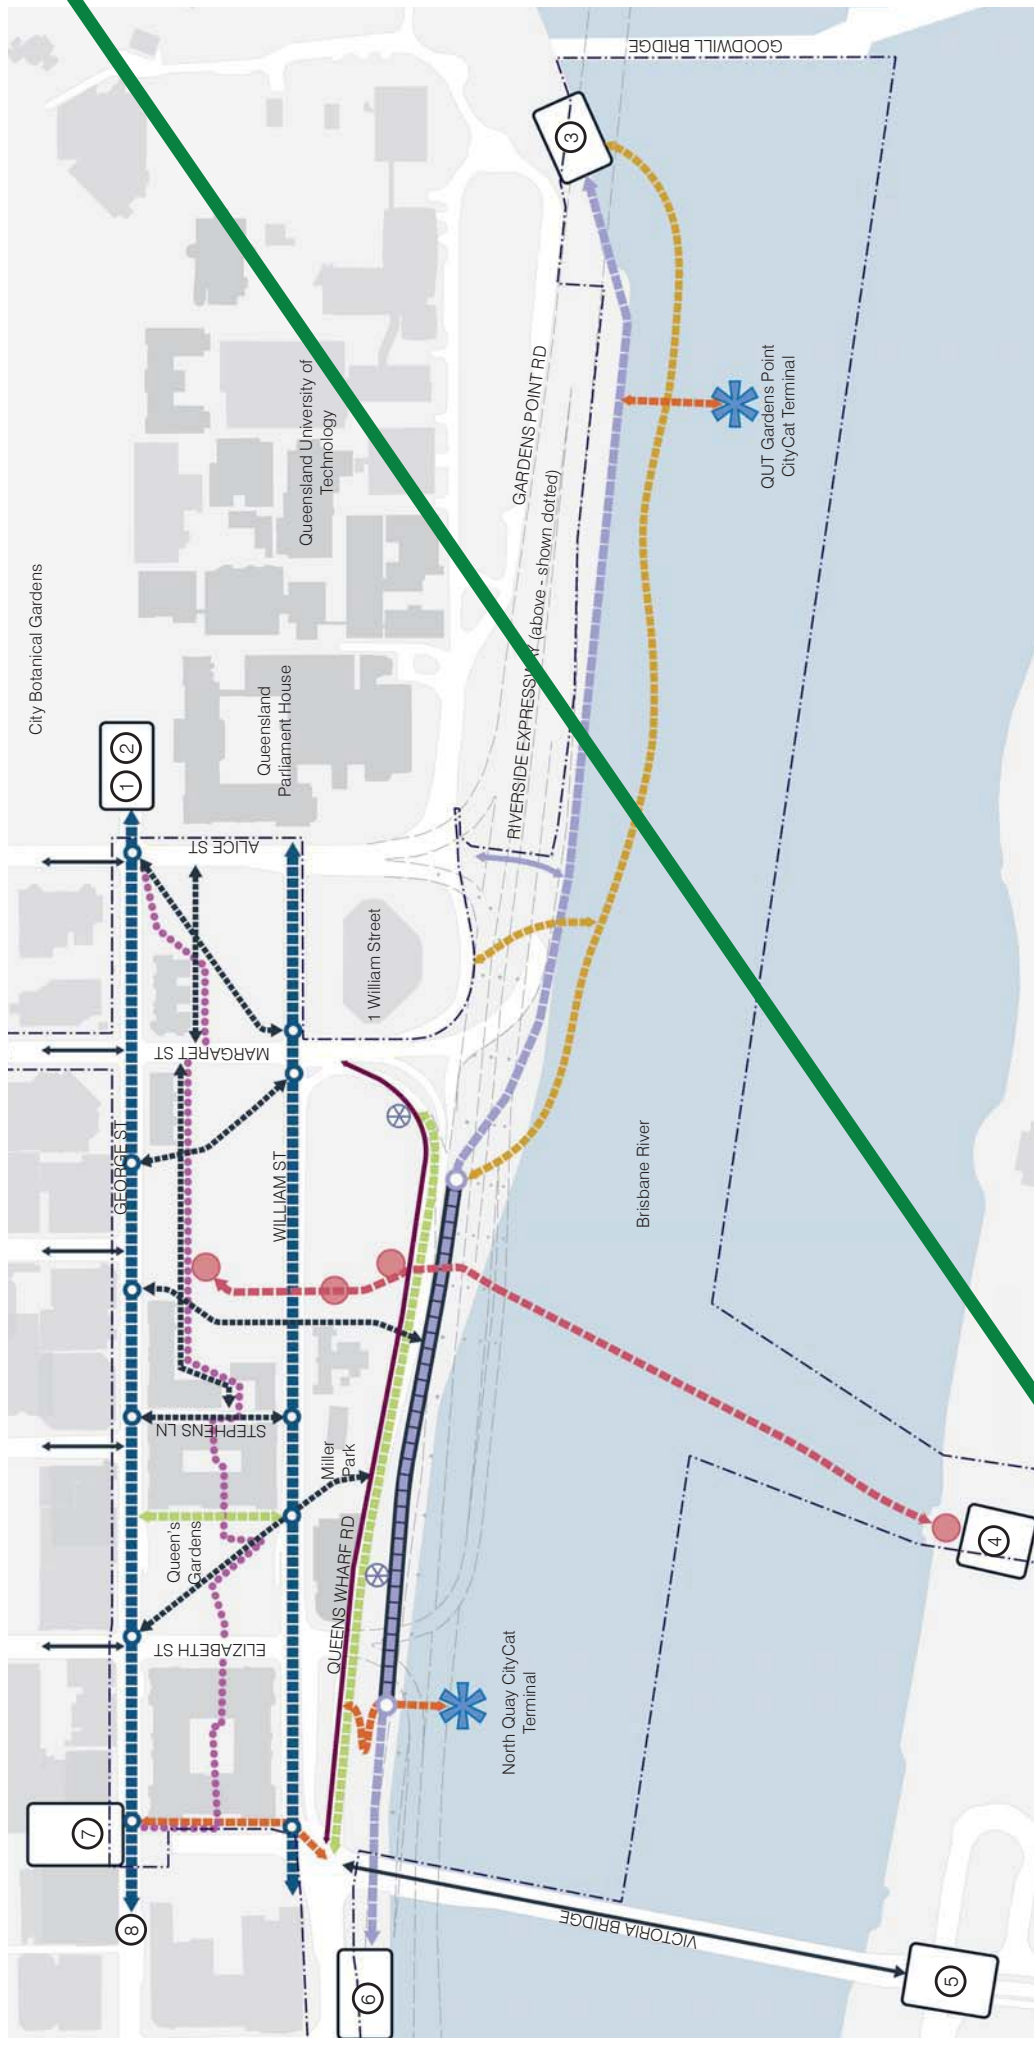 GOODWILL BRIDGE
3
GARDENS POINT RD
RIVERSIDE EXPRESSWAY (above - shown dotted)
QUT Gardens Point
CityCat Terminal
Queensland University of
Technology
City Botanical Gardens
Queensland
Parliament House
1 2
ALICE ST
1 William Street
MARGARET ST
GEORGE ST
WILLIAM ST
Brisbane River
STEPHENS LN
Miller
Park
Queen's
Gardens
QUEENS WHARF RD
ELIZABETH ST
North Quay CityCat
Terminal
4
7
8
6
VICTORIA BRIDGE
5